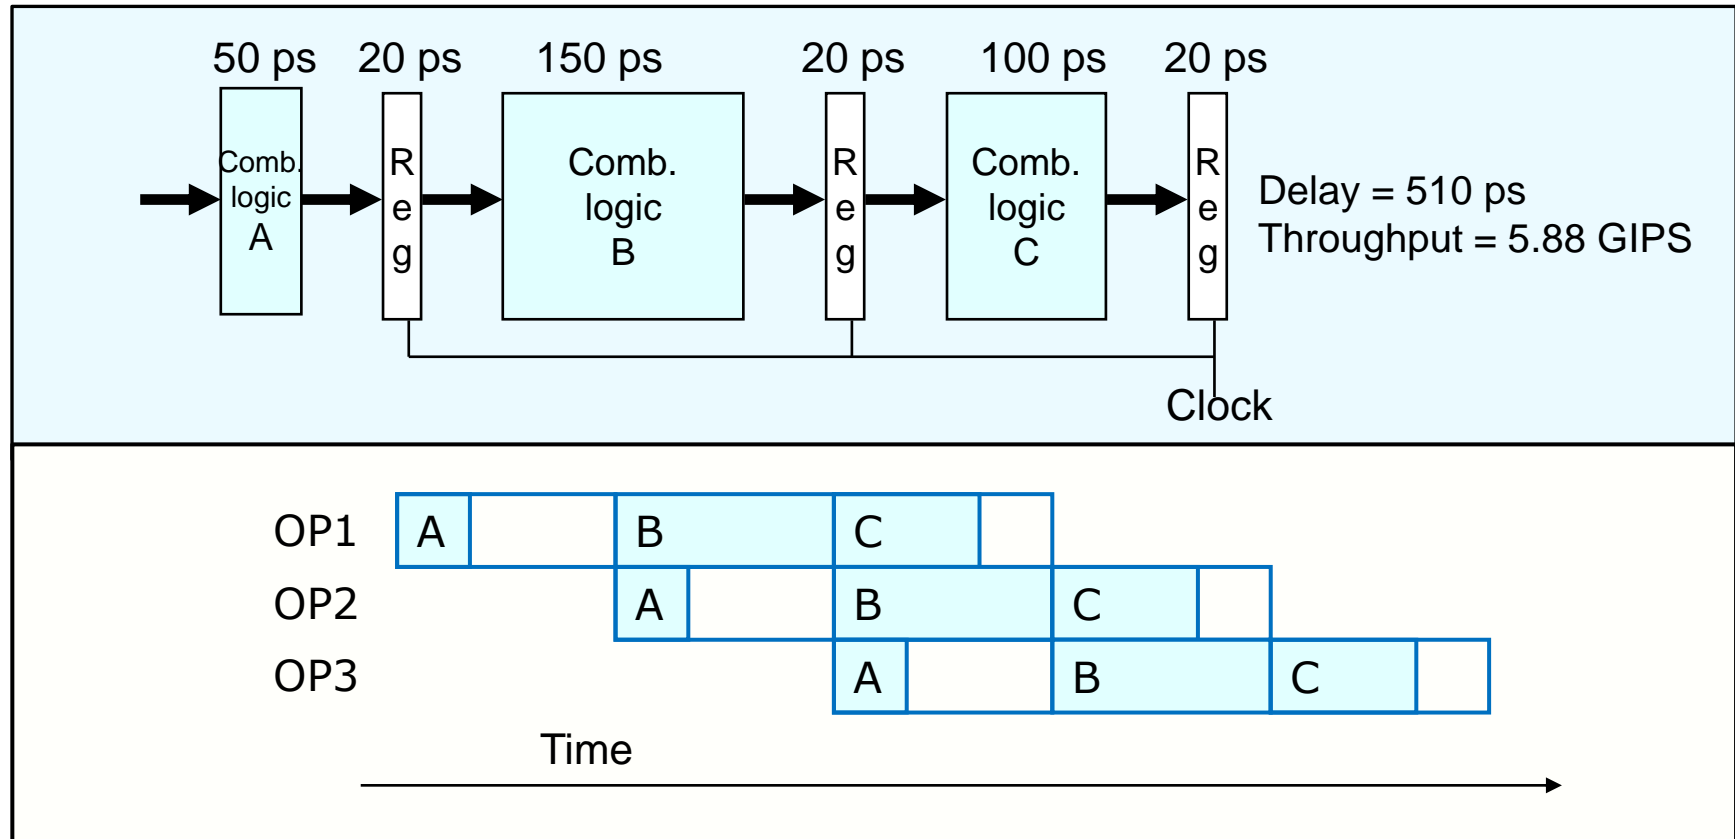 50 ps 20 ps 150 ps 20 ps 100 ps 20 ps
Comb.
logic
A
R
e
g
Comb.
logic
B
R
e
g
Comb.
logic
C
R
e
g
Delay = 510 ps
Throughput = 5.88 GIPS
Clock
OP1 A B C
OP2 A B C
OP3 A B C
Time